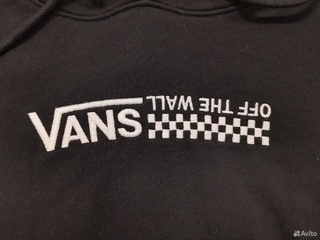 VANS
OFF THE WALL
Avito